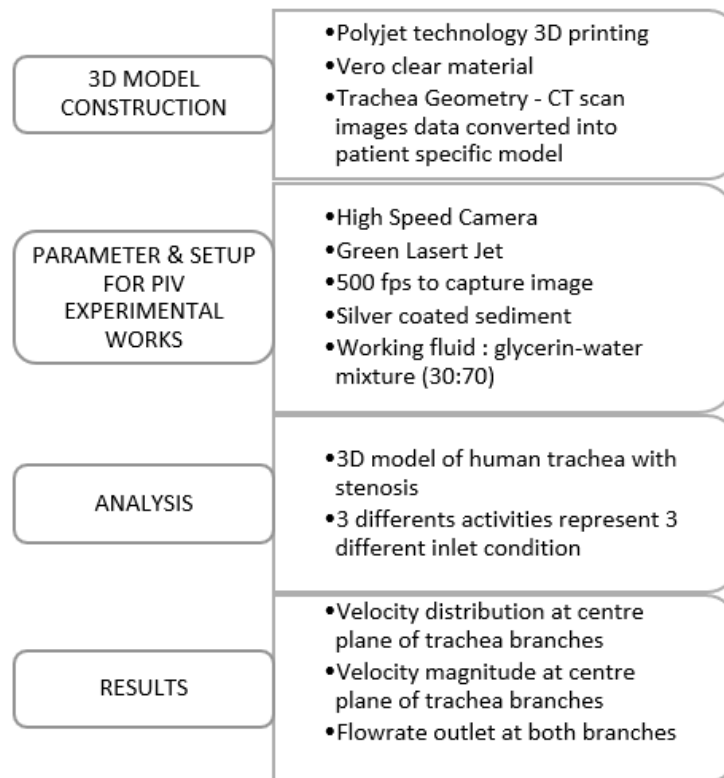 3D MODEL
CONSTRUCTION
•Polyjet technology 3D printing
•Vero clear material
•Trachea Geometry - CT scan
images data converted into
patient specific model
PARAMETER & SETUP
FOR PIV
EXPERIMENTAL
WORKS
•High Speed Camera
•Green Lasert Jet
•500 fps to capture image
•Silver coated sediment
•Working fluid : glycerin-water
mixture (30:70)
ANALYSIS
•3D model of human trachea with
stenosis
•3 differents activities represent 3
different inlet condition
RESULTS
•Velocity distribution at centre
plane of trachea branches
•Velocity magnitude at centre
plane of trachea branches
•Flowrate outlet at both branches